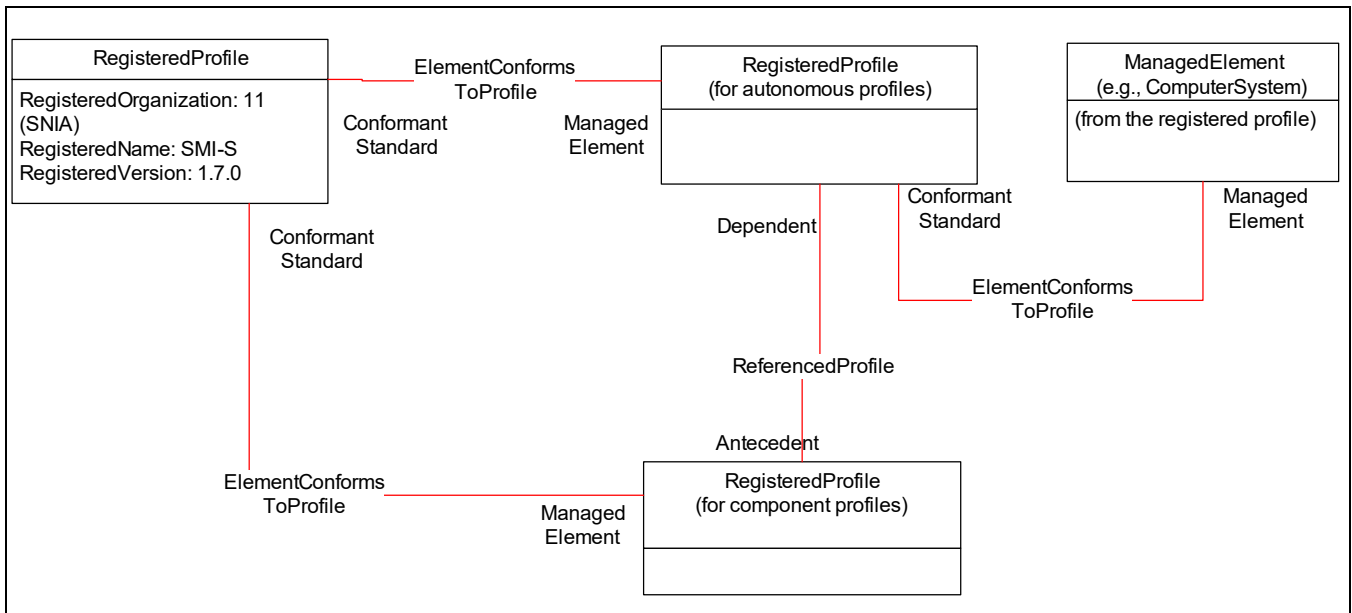 RegisteredProfile
RegisteredOrganization: 11
(SNIA)
RegisteredName: SMI-S
RegisteredVersion: 1.7.0
ElementConforms
ToProfile
Conformant
Standard
Managed
Element
RegisteredProfile
(for autonomous profiles)
ManagedElement
(e.g., ComputerSystem)
(from the registered profile)
Conformant
Standard
Dependent
Conformant
Standard
Managed
Element
ElementConforms
ToProfile
ReferencedProfile
Antecedent
ElementConforms
ToProfile
Managed
Element
RegisteredProfile
(for component profiles)